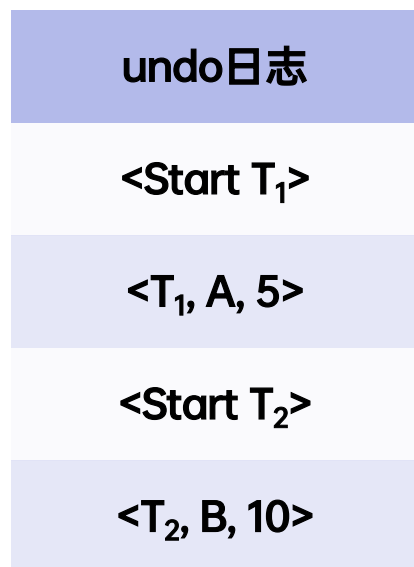 undo日志
<Start T₁>
<T₁, A, 5>
<Start T₂>
<T₂, B, 10>